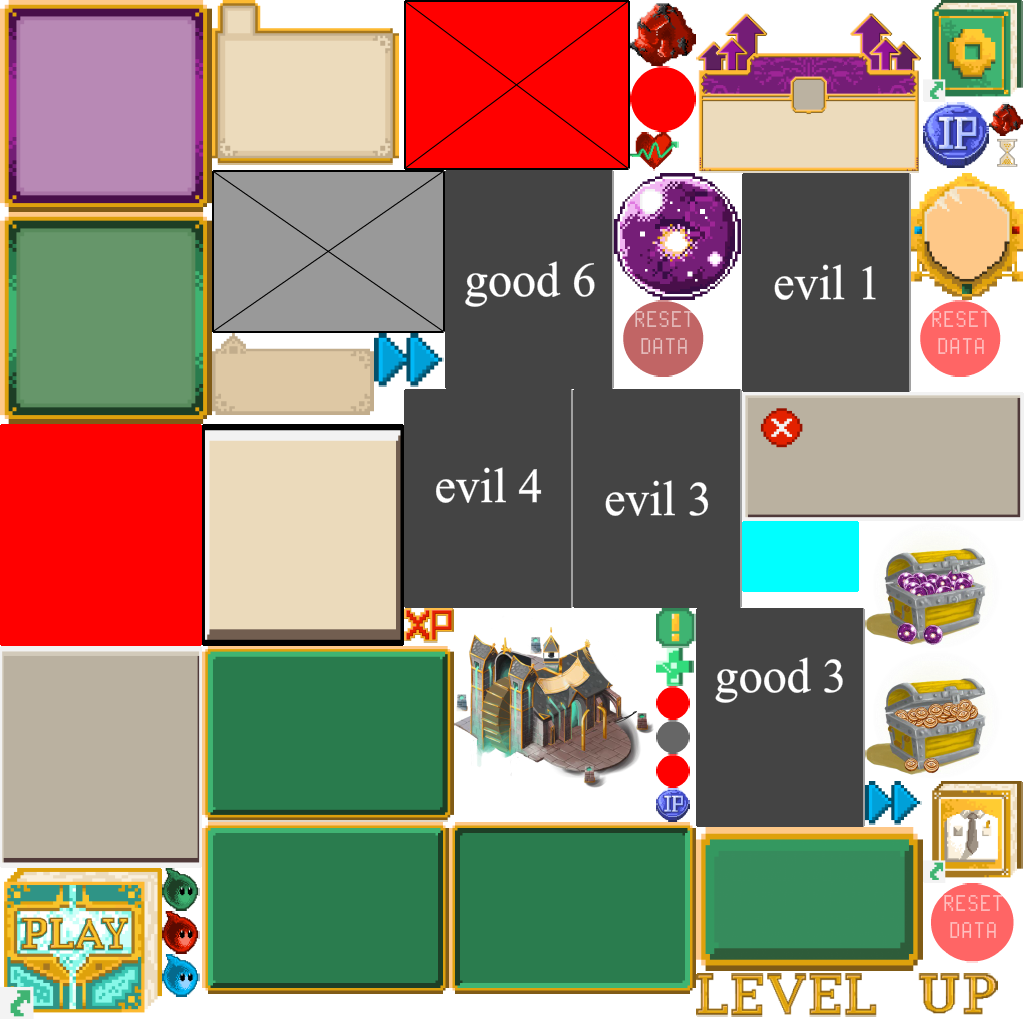 IP
good 6
evil 1
RESET
DATA
RESET
DATA
evil 4
evil 3
XP
!
good 3
IP
PLAY
RESET
DATA
LEVEL UP